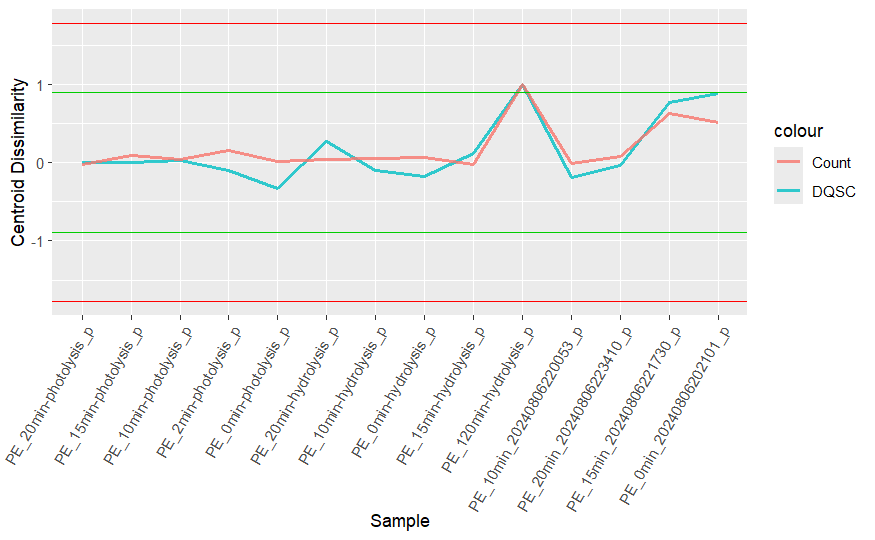 Centroid Dissimilarity
1
0
-1
PE_20min-photolysis_p
PE_15min-photolysis_p
PE_10min-photolysis_p
PE_2min-photolysis_p
PE_0min-photolysis_p
PE_20min-hydrolysis_p
PE_10min-hydrolysis_p
PE_0min-hydrolysis_p
PE_15min-hydrolysis_p
PE_120min-hydrolysis_p
PE_10min_20240806220053_p
PE_20min_20240806223410_p
PE_15min_20240806221730_p
PE_0min_20240806202101_p
Sample
colour
Count
DQSC